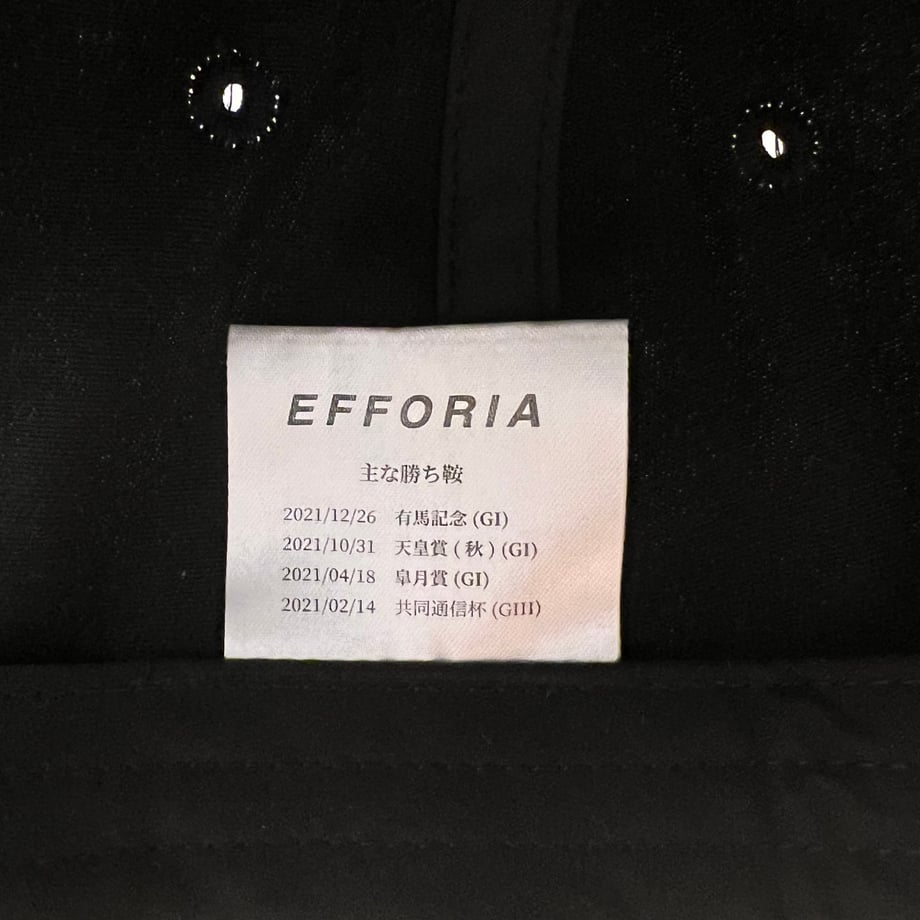 EFFORIA
主な勝ち鞍
2021/12/26 有馬記念 (GI)
2021/10/31 天皇賞 ( 秋 ) (GI)
2021/04/18 皐月賞 (GI)
2021/02/14 共同通信杯 (GIII)